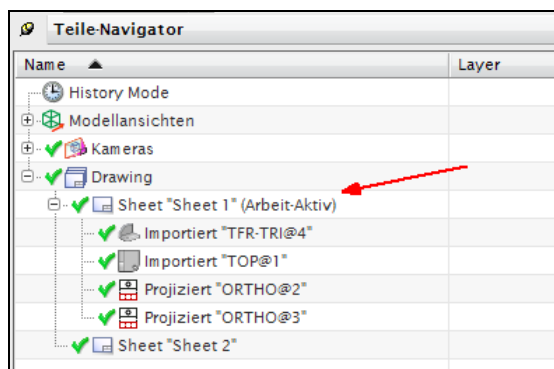 Teile-Navigator
Name Layer
History Mode
Modellansichten
Kameras
Drawing
Sheet "Sheet 1" (Arbeit-Aktiv)
Importiert "TFR-TRI@4"
Importiert "TOP@1"
Projiziert "ORTHO@2"
Projiziert "ORTHO@3"
Sheet "Sheet 2"